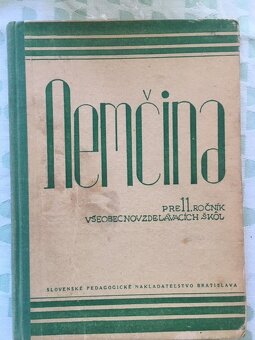 Nemčina
PRE 11. ROČNÍK
VŠEOBECNOVZDELÁVACÍCH ŠKÔL
SLOVENSKÉ PEDAGOGICKÉ NAKLADATEĽSTVO BRATISLAVA